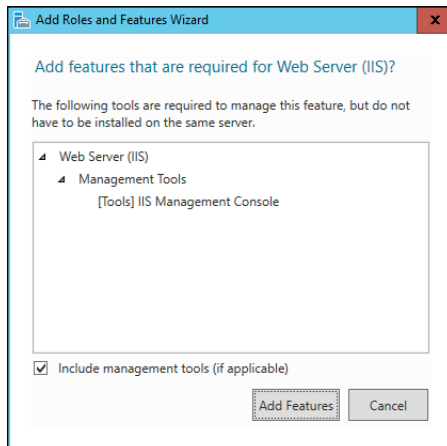 Add Roles and Features Wizard
x
Add features that are required for Web Server (IIS)?
The following tools are required to manage this feature, but do not
have to be installed on the same server.
Web Server (IIS)
Management Tools
[Tools] IIS Management Console
Include management tools (if applicable)
Add Features
Cancel